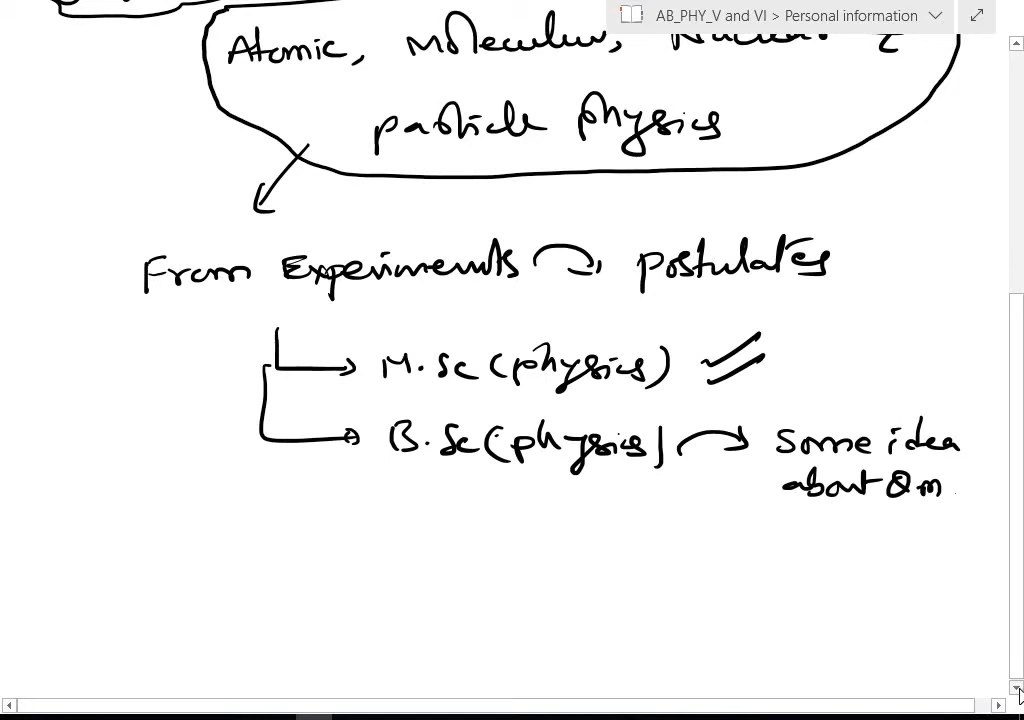 AB_PHY_V and VI > Personal information
Atomic, Molecular, Nuclear &
particle physics
From Experiments postulates
M.Sc (physics)
B.Sc (physics) Some idea
about Qm